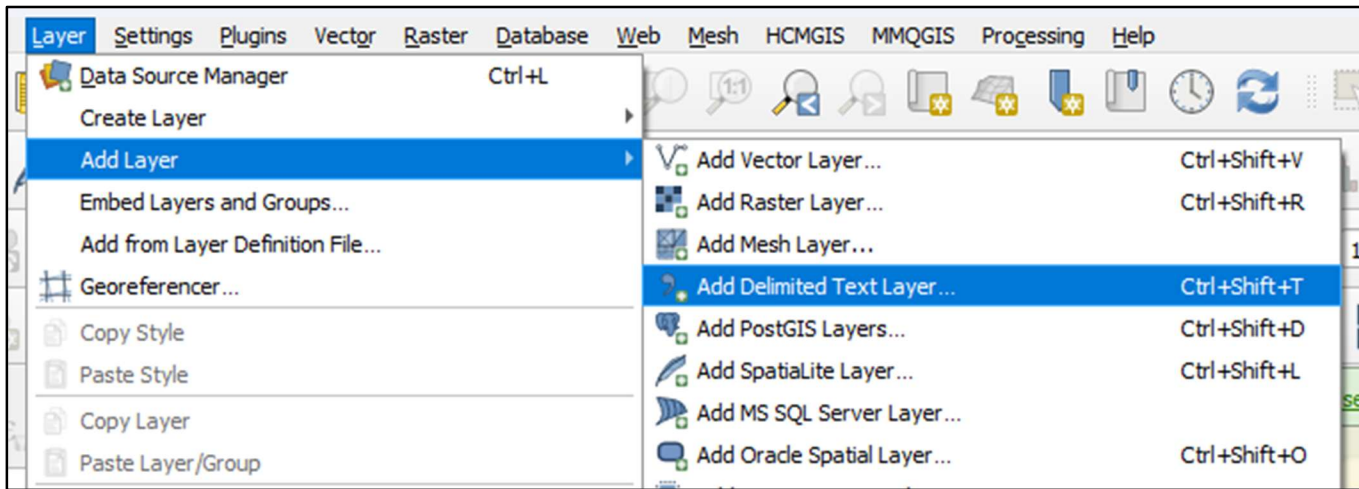 Layer Settings Plugins Vector Raster Database Web Mesh HCMGIS MMQGIS Processing Help
Data Source Manager Ctrl+L
1:1
Create Layer
Add Layer
Embed Layers and Groups...
Add from Layer Definition File...
Georeferencer...
Copy Style
Paste Style
Copy Layer
Paste Layer/Group
Add Vector Layer... Ctrl+Shift+V
Add Raster Layer... Ctrl+Shift+R
Add Mesh Layer...
Add Delimited Text Layer... Ctrl+Shift+T
Add PostGIS Layers... Ctrl+Shift+D
Add SpatiaLite Layer... Ctrl+Shift+L
Add MS SQL Server Layer...
Add Oracle Spatial Layer... Ctrl+Shift+O